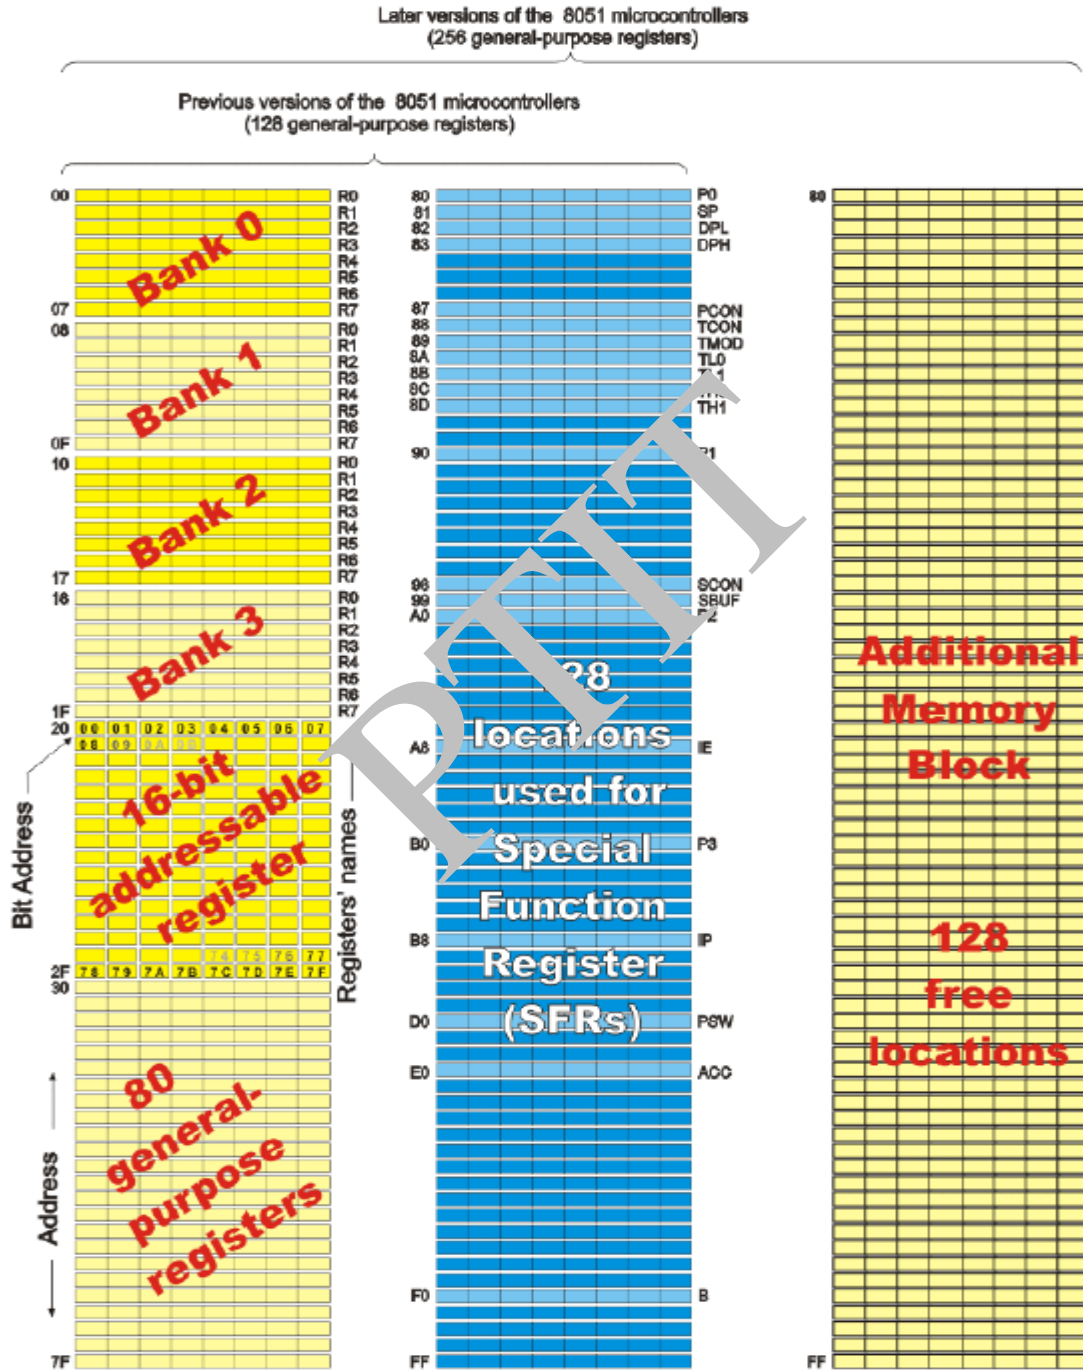 Later versions of the 8051 microcontrollers
(256 general-purpose registers)
Previous versions of the 8051 microcontrollers
(128 general-purpose registers)
00
R0
R1
R2
R3
R4
R5
R6
07
R7
Bank 0
08
R0
R1
R2
R3
R4
R5
R6
0F
R7
Bank 1
10
R0
R1
R2
R3
R4
R5
R6
17
R7
Bank 2
18
R0
R1
R2
R3
R4
R5
R6
1F
R7
Bank 3
20 00 01 02 03 04 05 06 07
08 09 0A 0B
16-bit
addressable
register
74 75 76 77
2F 78 79 7A 7B 7C 7D 7E 7F
Bit Address
Registers' names
30
80
general-
purpose
registers
Address
7F
80 P0
81 SP
82 DPL
83 DPH
87 PCON
88 TCON
89 TMOD
8A TL0
8B TL1
8C
8D TH1
90 P1
98 SCON
99 SBUF
A0 P2
A8 IE
B0 P3
B8 IP
D0 PSW
E0 ACC
F0 B
FF
128
locations
used for
Special
Function
Register
(SFRs)
PTIT
80
Additional
Memory
Block
128
free
locations
FF